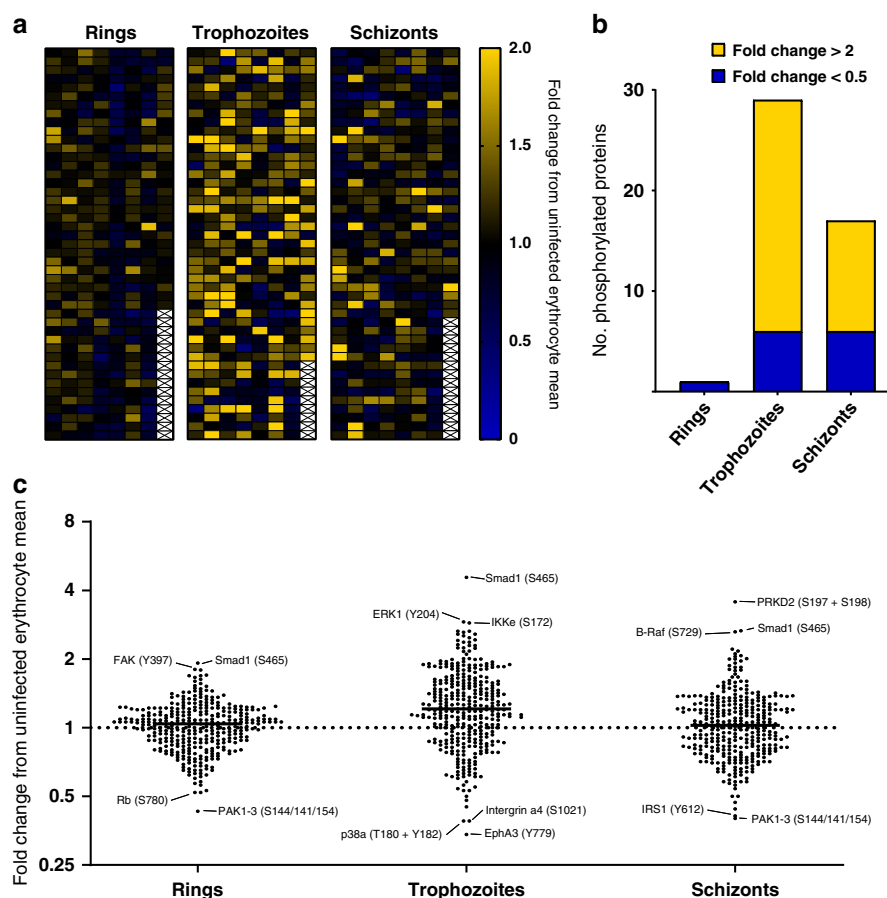 a
Rings
Trophozoites
Schizonts
2.0
1.5
1.0
0.5
0
Fold change from uninfected erythrocyte mean
b
Fold change > 2
Fold change < 0.5
30
20
10
No. phosphorylated proteins
Rings
Trophozoites
Schizonts
c
Fold change from uninfected erythrocyte mean
8
4
2
1
0.5
0.25
Smad1 (S465)
PRKD2 (S197 + S198)
ERK1 (Y204)
IKKe (S172)
B-Raf (S729)
Smad1 (S465)
FAK (Y397)
Smad1 (S465)
Rb (S780)
PAK1-3 (S144/141/154)
Intergrin a4 (S1021)
p38a (T180 + Y182)
EphA3 (Y779)
IRS1 (Y612)
PAK1-3 (S144/141/154)
Rings
Trophozoites
Schizonts